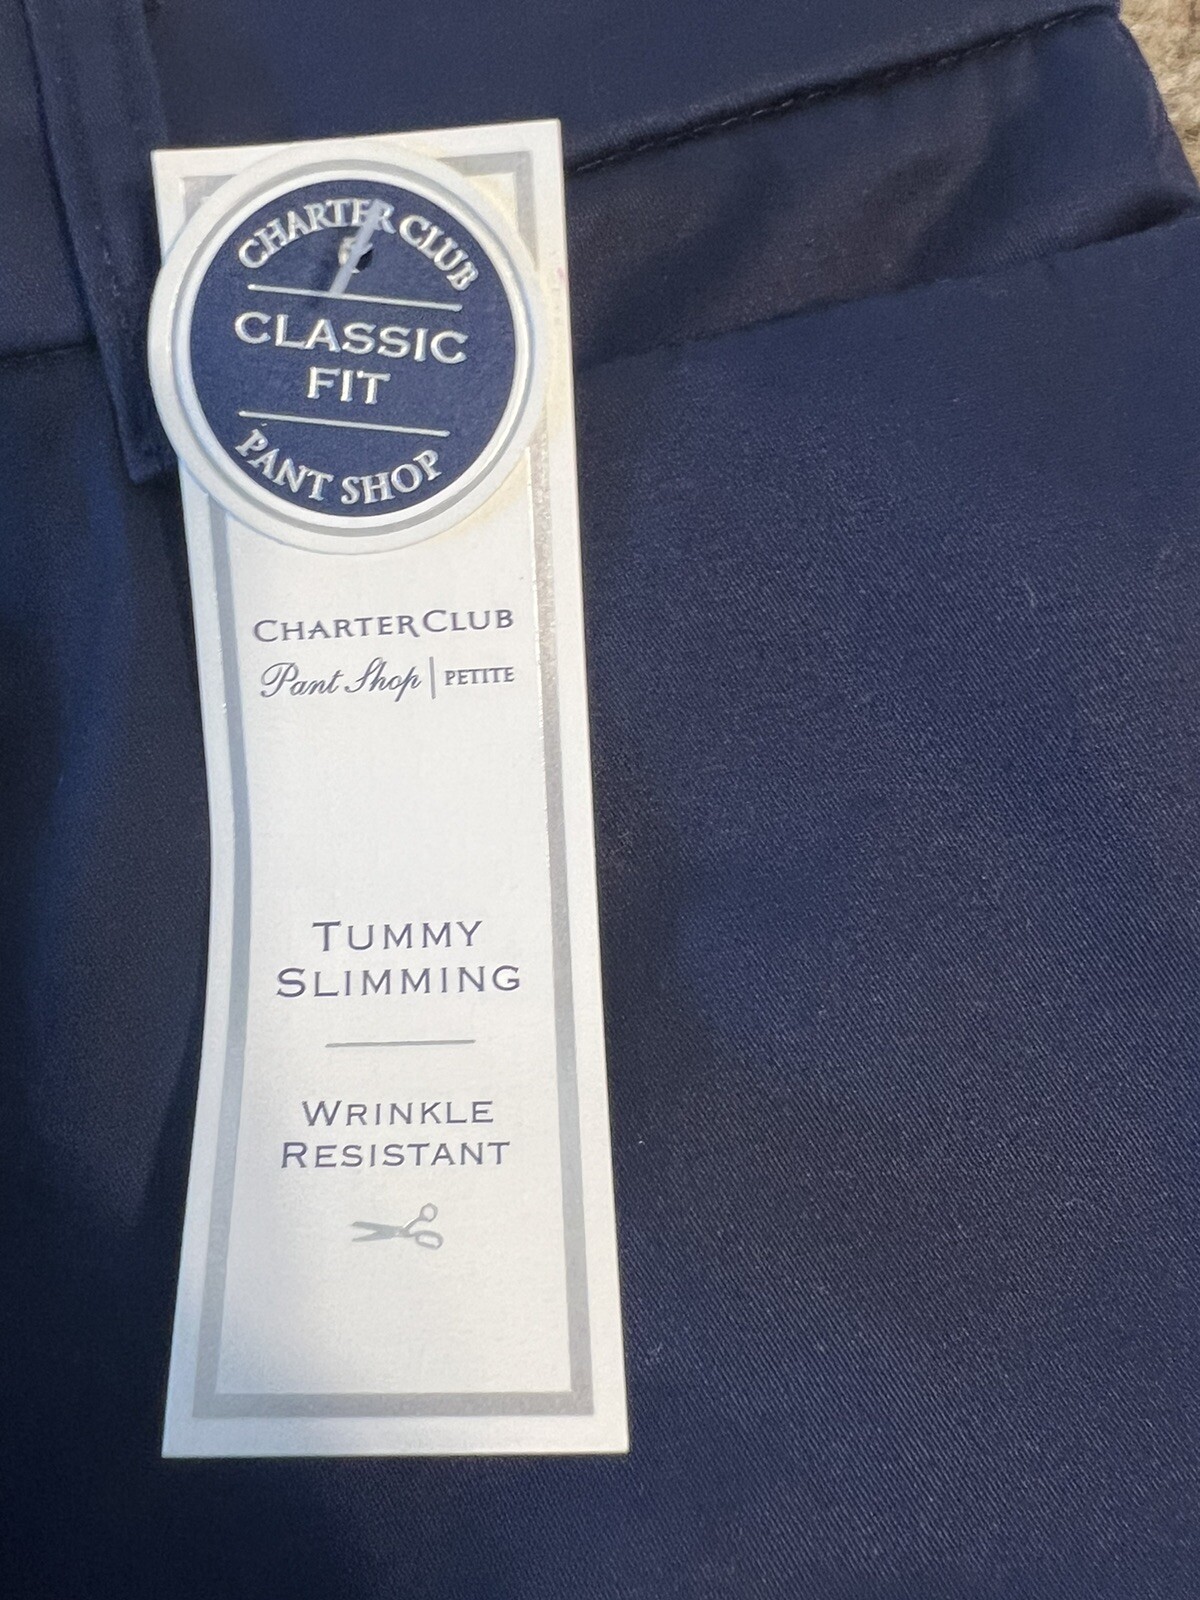 CHARTER CLUB
CLASSIC
FIT
PANT SHOP
CHARTER CLUB
Pant Shop | PETITE
TUMMY
SLIMMING
WRINKLE
RESISTANT